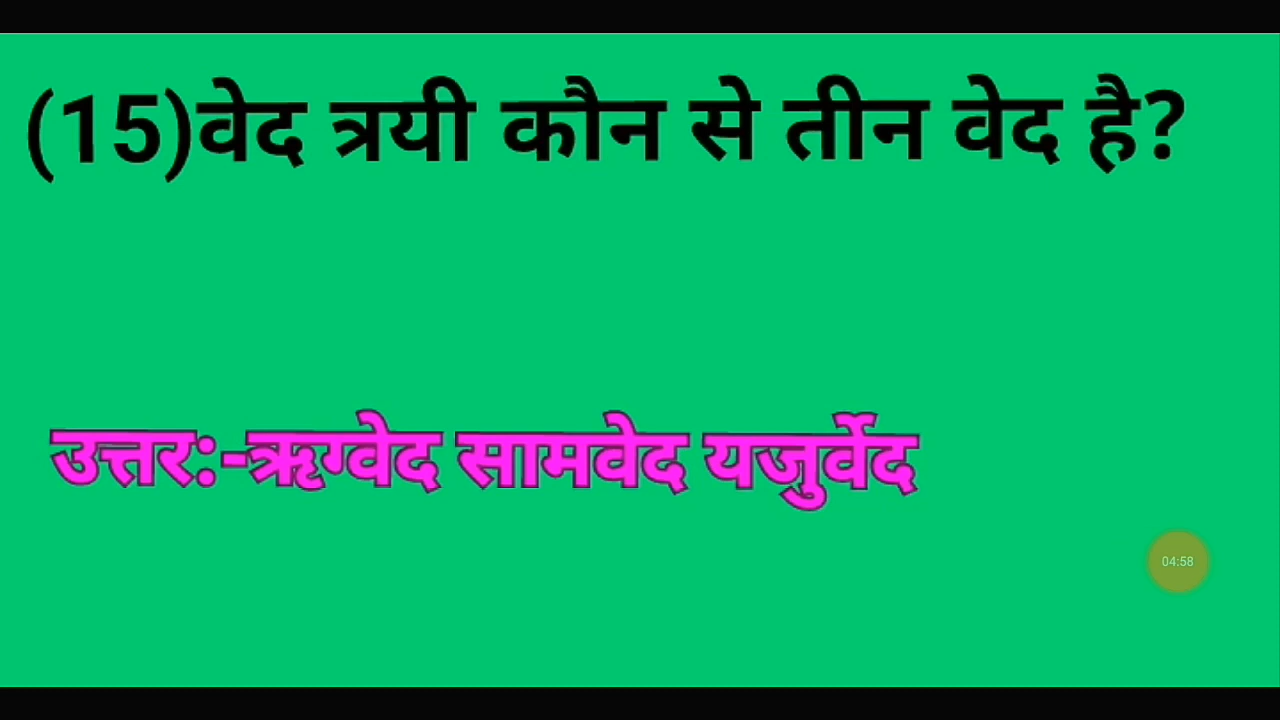 (15)वेद त्रयी कौन से तीन वेद है?
उत्तर:-ऋग्वेद सामवेद यजुर्वेद
04:58